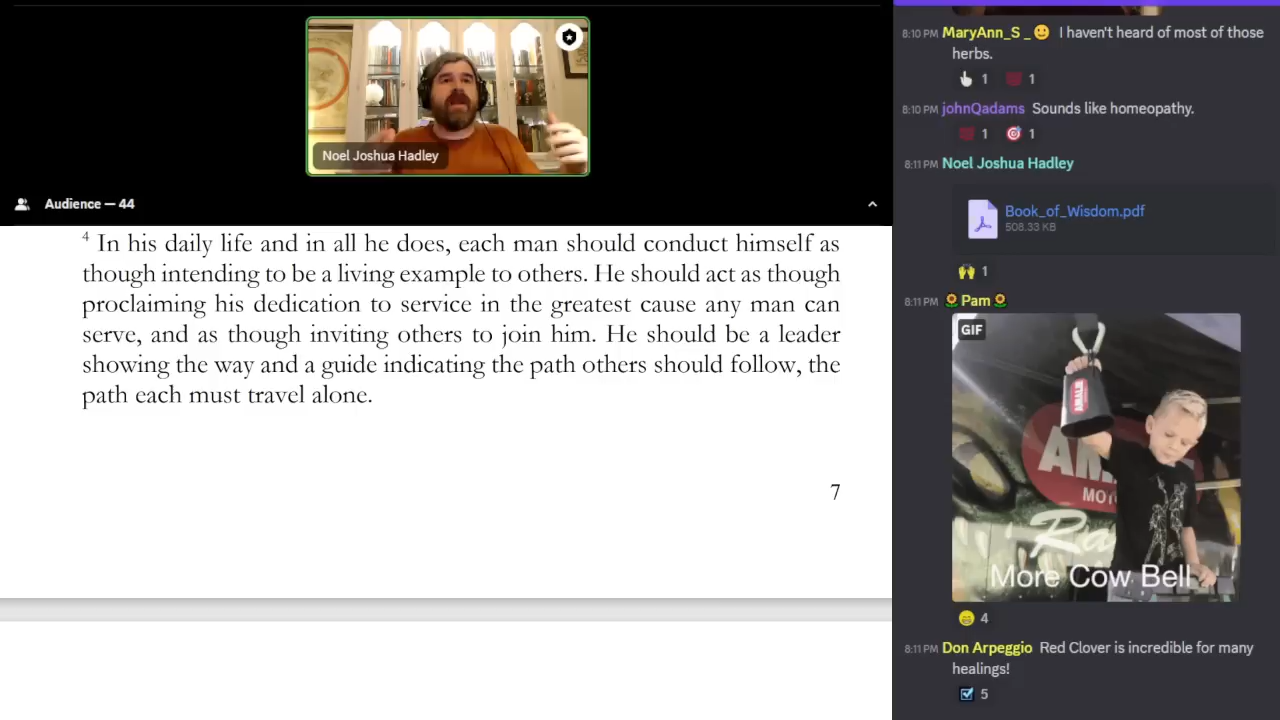 Noel Joshua Hadley
Audience — 44
4 In his daily life and in all he does, each man should conduct himself as
though intending to be a living example to others. He should act as though
proclaiming his dedication to service in the greatest cause any man can
serve, and as though inviting others to join him. He should be a leader
showing the way and a guide indicating the path others should follow, the
path each must travel alone.
7
8:10 PM MaryAnn_S _🙂 I haven't heard of most of those
herbs.
1 1
8:10 PM johnQadams Sounds like homeopathy.
1 1
8:11 PM Noel Joshua Hadley
Book_of_Wisdom.pdf
508.33 KB
1
8:11 PM 🌻Pam🌻
GIF
MOT
Ra
More Cow Bell
4
8:11 PM Don Arpeggio Red Clover is incredible for many
healings!
5